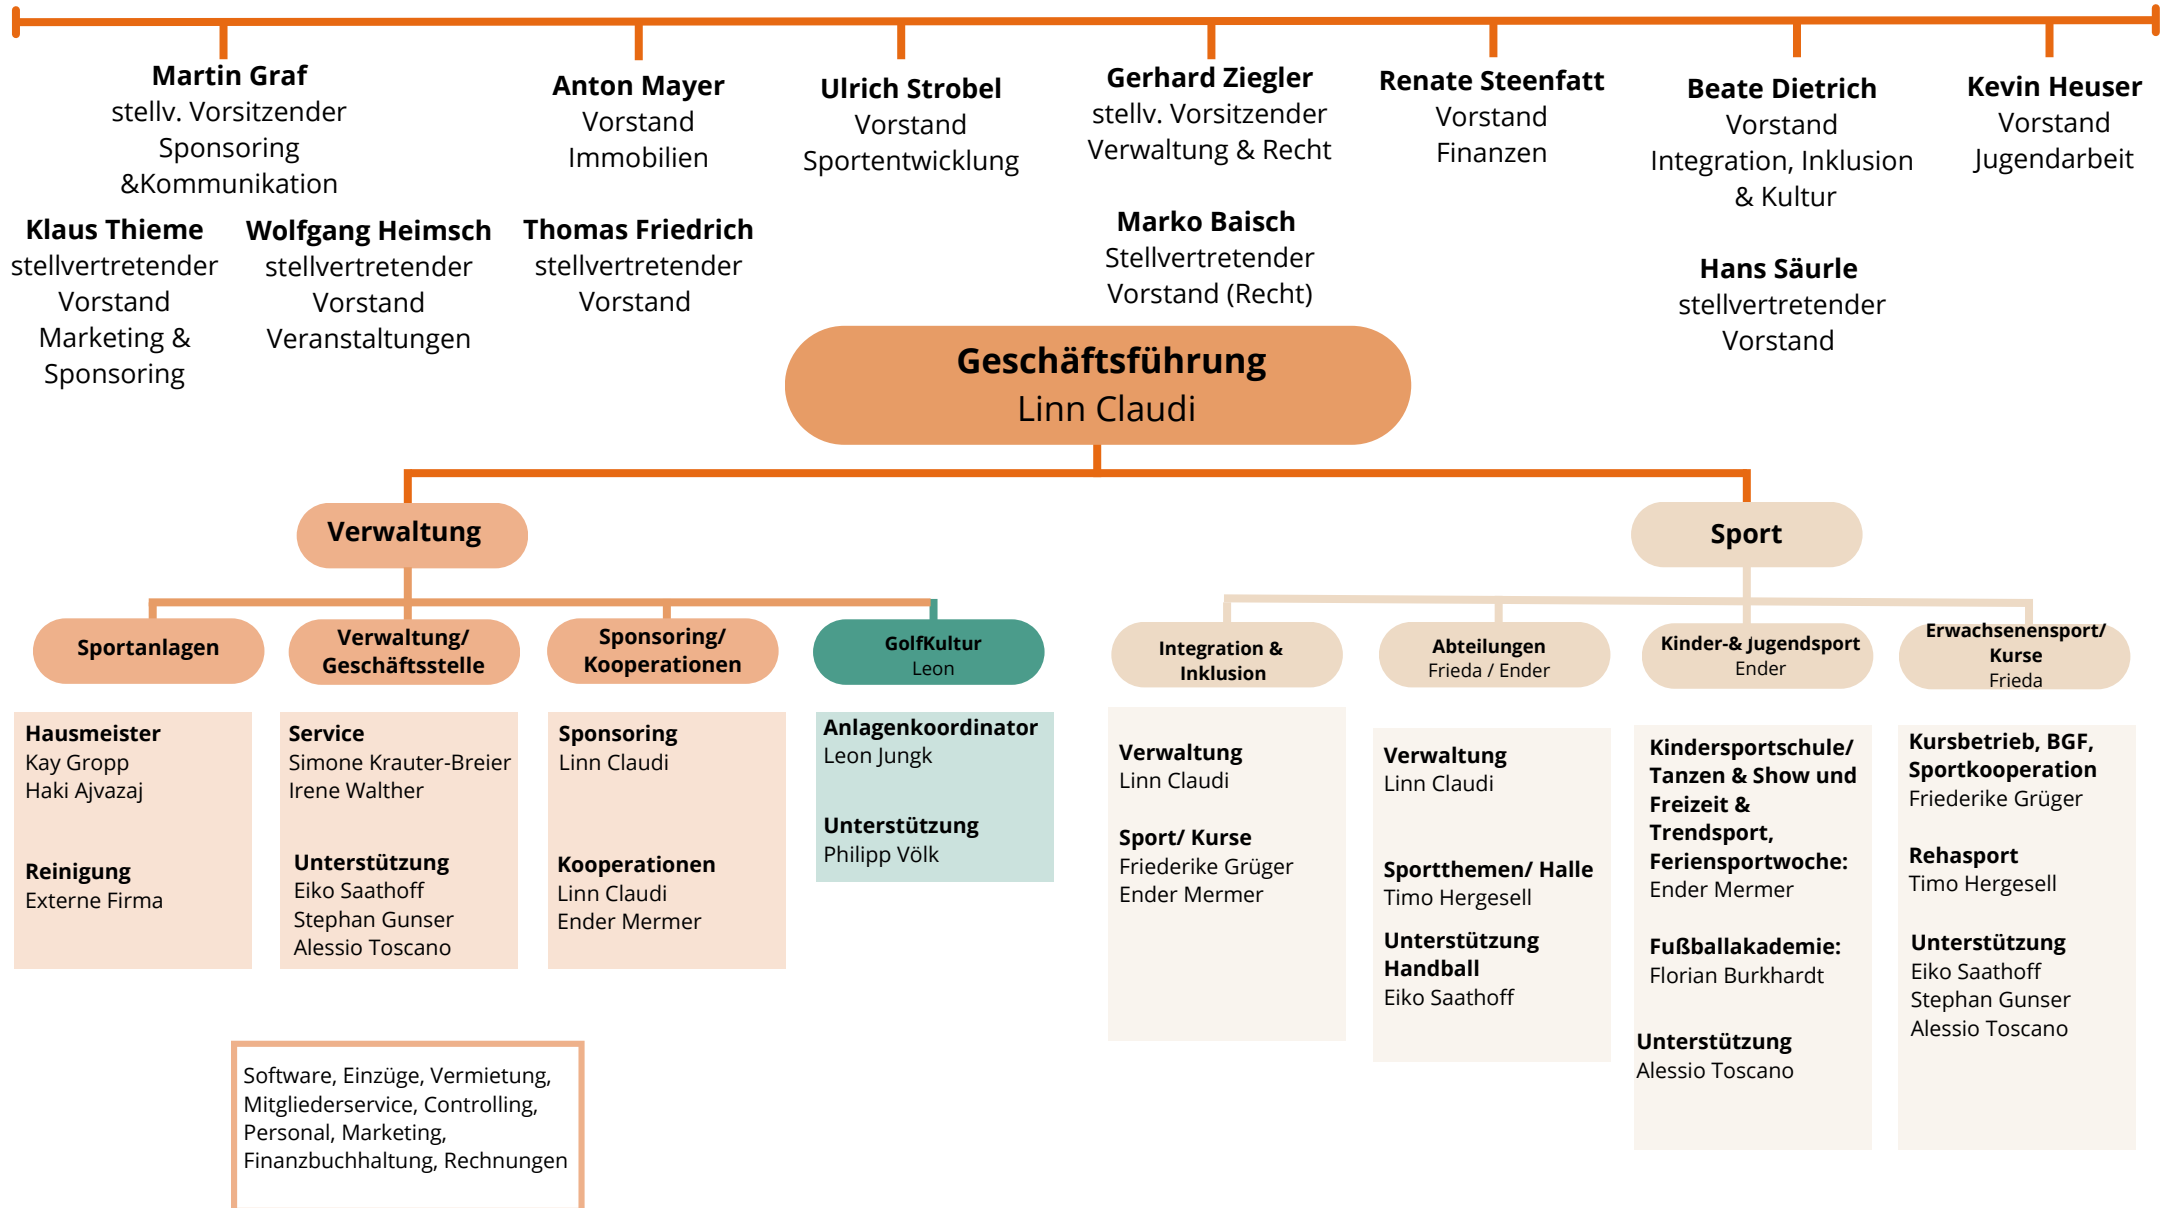 Martin Graf
stellv. Vorsitzender
Sponsoring
&Kommunikation
Klaus Thieme
stellvertretender
Vorstand
Marketing &
Sponsoring
Wolfgang Heimsch
stellvertretender
Vorstand
Veranstaltungen
Anton Mayer
Vorstand
Immobilien
Thomas Friedrich
stellvertretender
Vorstand
Ulrich Strobel
Vorstand
Sportentwicklung
Gerhard Ziegler
stellv. Vorsitzender
Verwaltung & Recht
Marko Baisch
Stellvertretender
Vorstand (Recht)
Renate Steenfatt
Vorstand
Finanzen
Beate Dietrich
Vorstand
Integration, Inklusion
& Kultur
Hans Säurle
stellvertretender
Vorstand
Kevin Heuser
Vorstand
Jugendarbeit
Geschäftsführung
Linn Claudi
Verwaltung
Sport
Sportanlagen
Hausmeister
Kay Gropp
Haki Ajvazaj
Reinigung
Externe Firma
Verwaltung/
Geschäftsstelle
Service
Simone Krauter-Breier
Irene Walther
Unterstützung
Eiko Saathoff
Stephan Gunser
Alessio Toscano
Sponsoring/
Kooperationen
Sponsoring
Linn Claudi
Kooperationen
Linn Claudi
Ender Mermer
GolfKultur
Leon
Anlagenkoordinator
Leon Jungk
Unterstützung
Philipp Völk
Integration &
Inklusion
Verwaltung
Linn Claudi
Sport/ Kurse
Friederike Grüger
Ender Mermer
Abteilungen
Frieda / Ender
Verwaltung
Linn Claudi
Sportthemen/ Halle
Timo Hergesell
Unterstützung
Handball
Eiko Saathoff
Kinder-& Jugendsport
Ender
Kindersportschule/
Tanzen & Show und
Freizeit &
Trendsport,
Feriensportwoche:
Ender Mermer
Fußballakademie:
Florian Burkhardt
Unterstützung
Alessio Toscano
Erwachsenensport/
Kurse
Frieda
Kursbetrieb, BGF,
Sportkooperation
Friederike Grüger
Rehasport
Timo Hergesell
Unterstützung
Eiko Saathoff
Stephan Gunser
Alessio Toscano
Software, Einzüge, Vermietung,
Mitgliederservice, Controlling,
Personal, Marketing,
Finanzbuchhaltung, Rechnungen